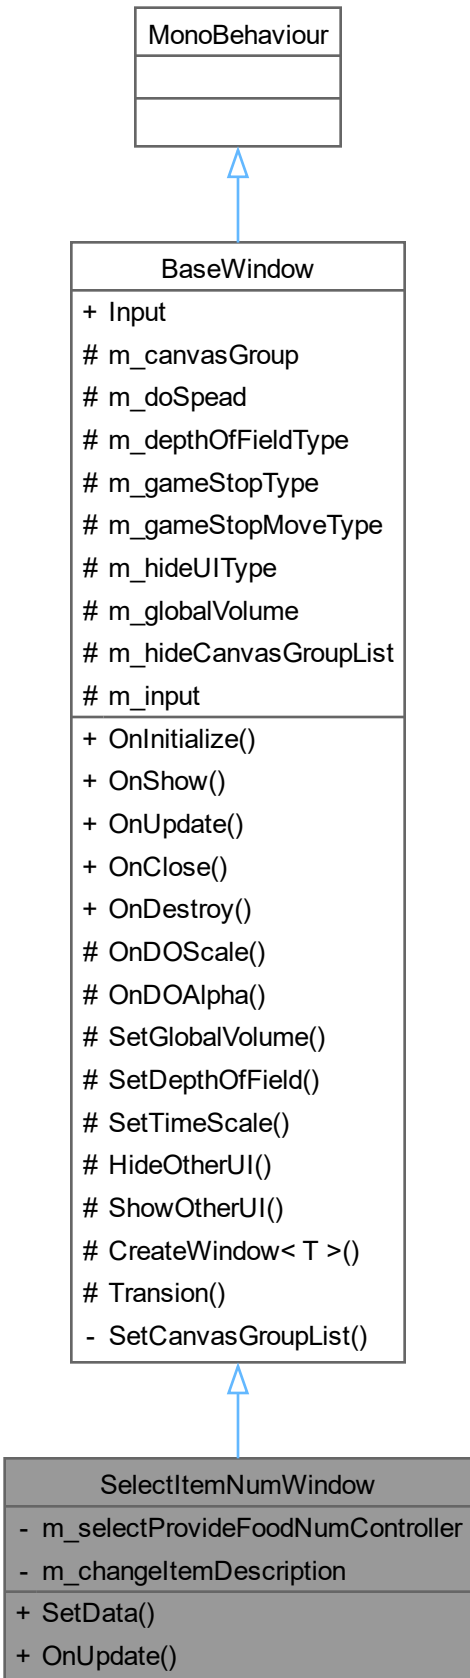 MonoBehaviour
BaseWindow
+ Input
# m_canvasGroup
# m_doSpead
# m_depthOfFieldType
# m_gameStopType
# m_gameStopMoveType
# m_hideUIType
# m_globalVolume
# m_hideCanvasGroupList
# m_input
+ OnInitialize()
+ OnShow()
+ OnUpdate()
+ OnClose()
+ OnDestroy()
# OnDOScale()
# OnDOAlpha()
# SetGlobalVolume()
# SetDepthOfField()
# SetTimeScale()
# HideOtherUI()
# ShowOtherUI()
# CreateWindow< T >()
# Transion()
- SetCanvasGroupList()
SelectItemNumWindow
- m_selectProvideFoodNumController
- m_changeItemDescription
+ SetData()
+ OnUpdate()